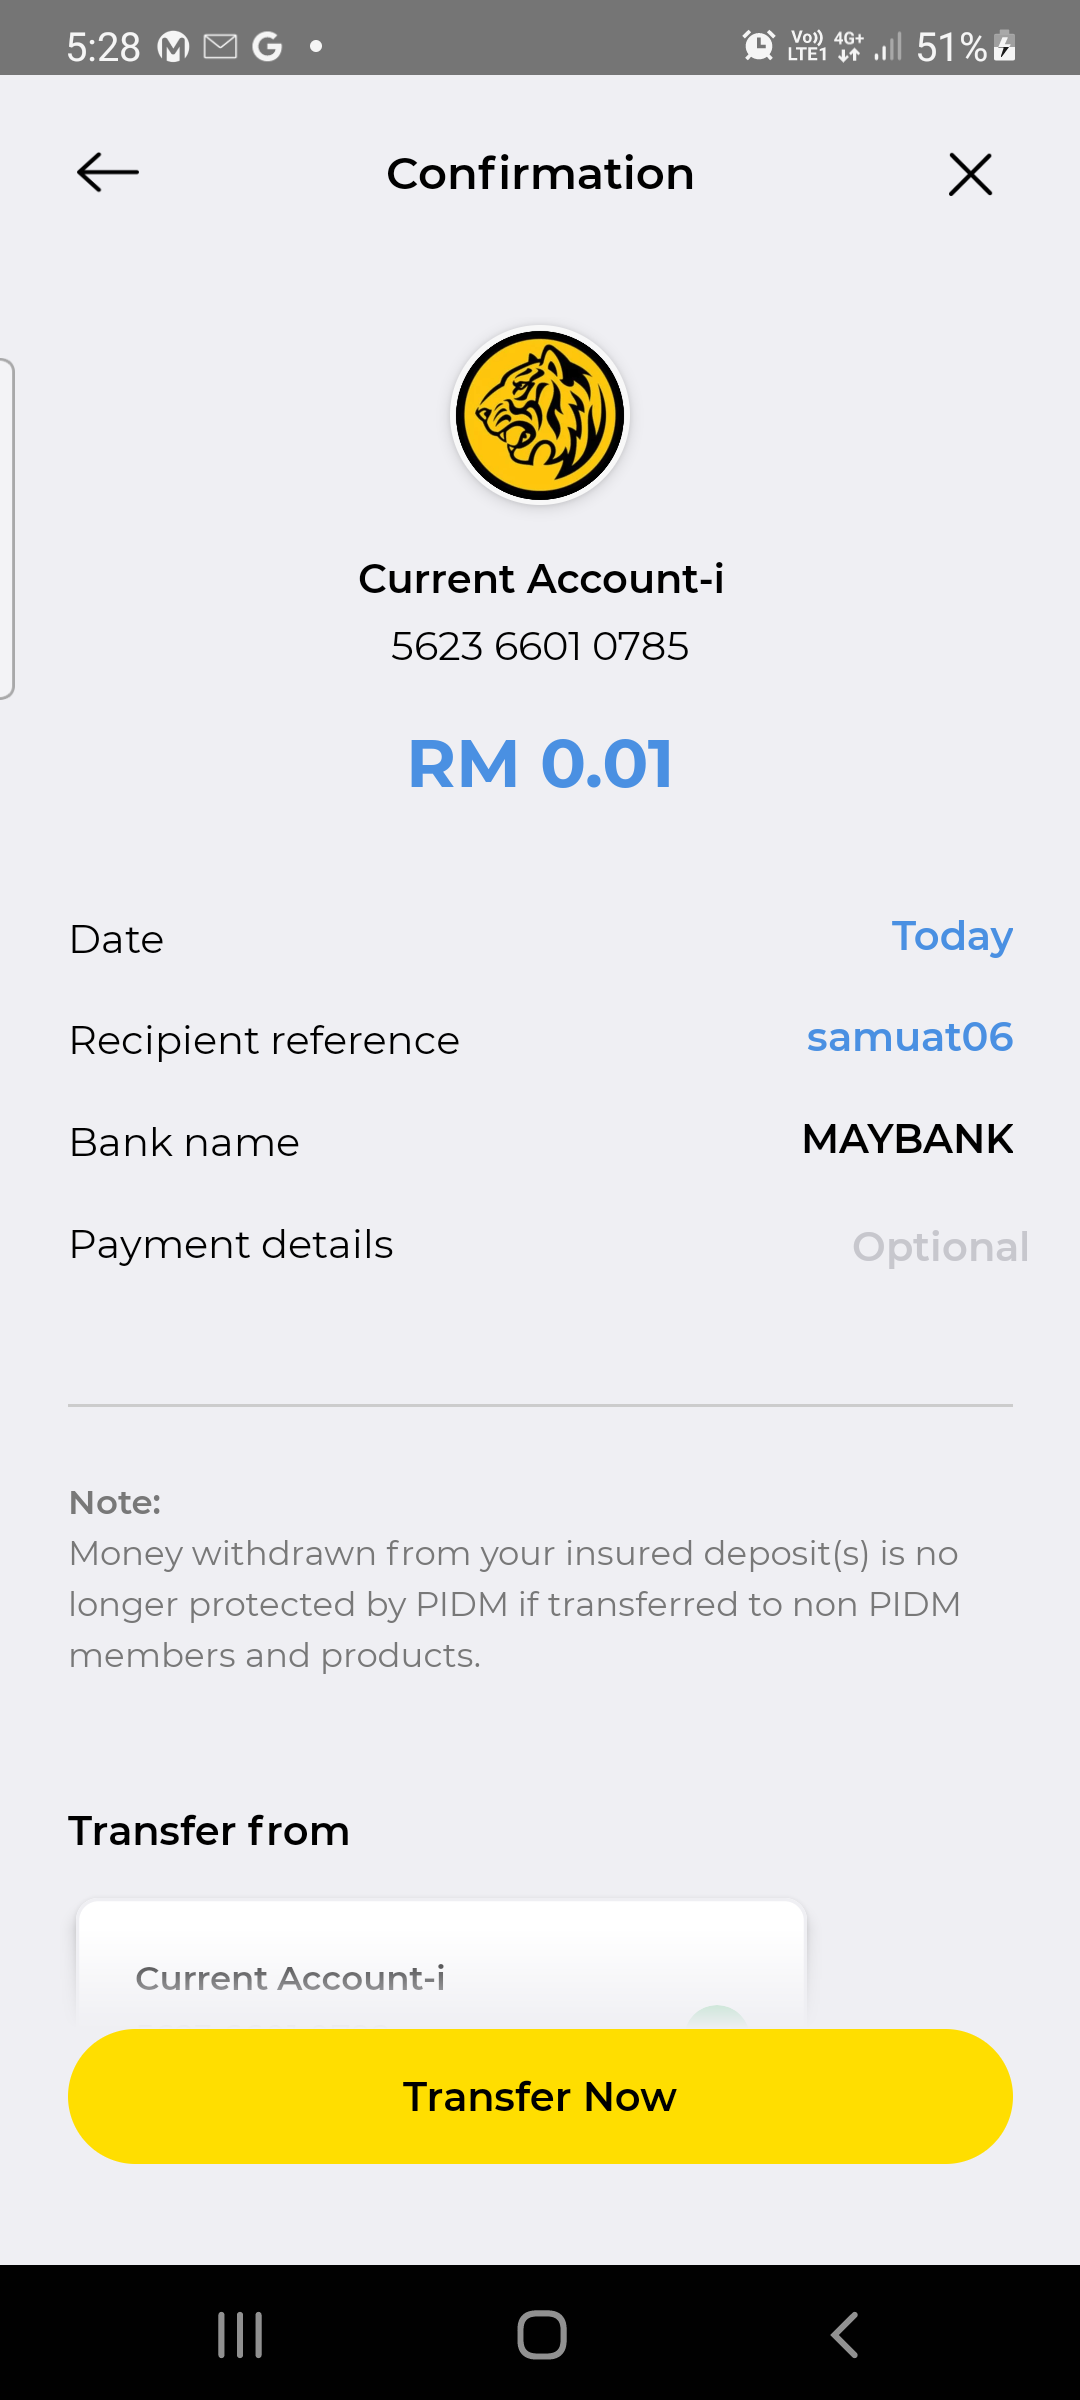 5:28 M G Vo)) LTE1 4G+ 51%
Confirmation
Current Account-i
5623 6601 0785
RM 0.01
Date Today
Recipient reference samuat06
Bank name MAYBANK
Payment details Optional
Note:
Money withdrawn from your insured deposit(s) is no
longer protected by PIDM if transferred to non PIDM
members and products.
Transfer from
Current Account-i
Transfer Now